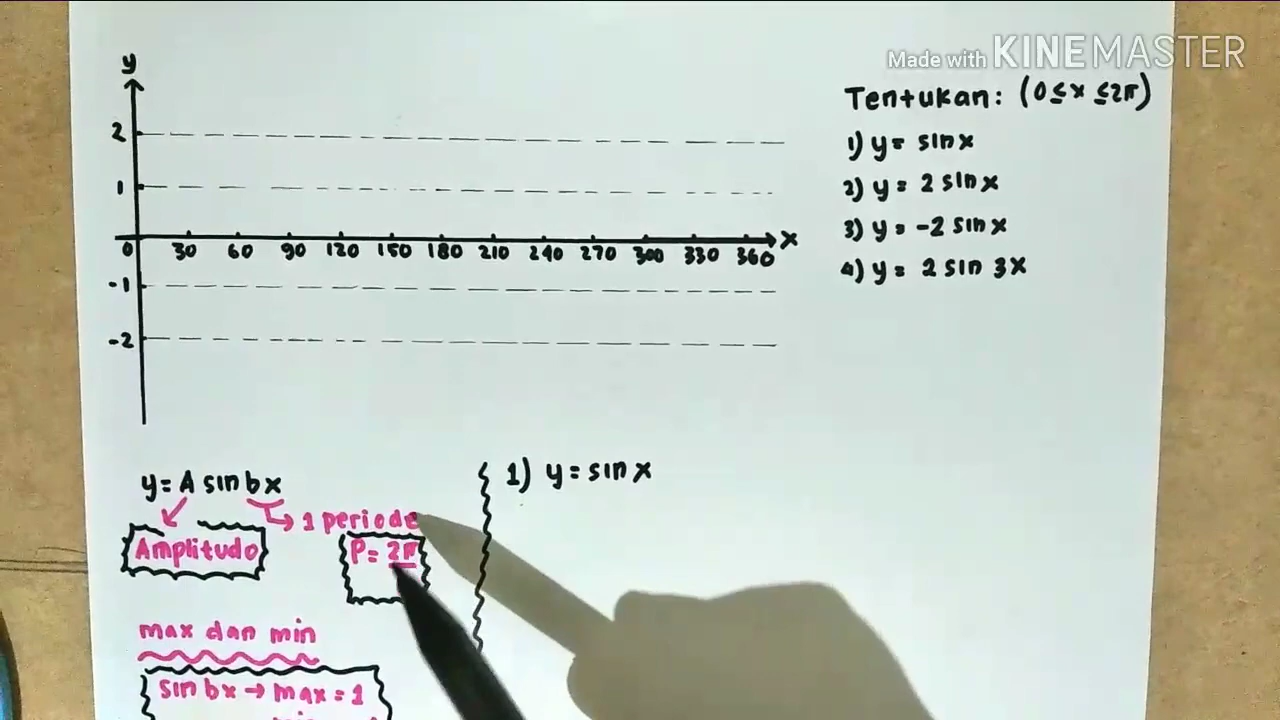 Made with KINEMASTER
y
Tentukan: (0≤x≤2π)
2
1) y= sin x
1
2) y= 2 sin x
3) y= -2 sin x
x
0 30 60 90 120 150 180 210 240 270 300 330 360
4) y= 2 sin 3x
-1
-2
y= A sin bx
1) y= sin x
1 periode
Amplitudo
P= 2π
max dan min
sin bx → max = 1